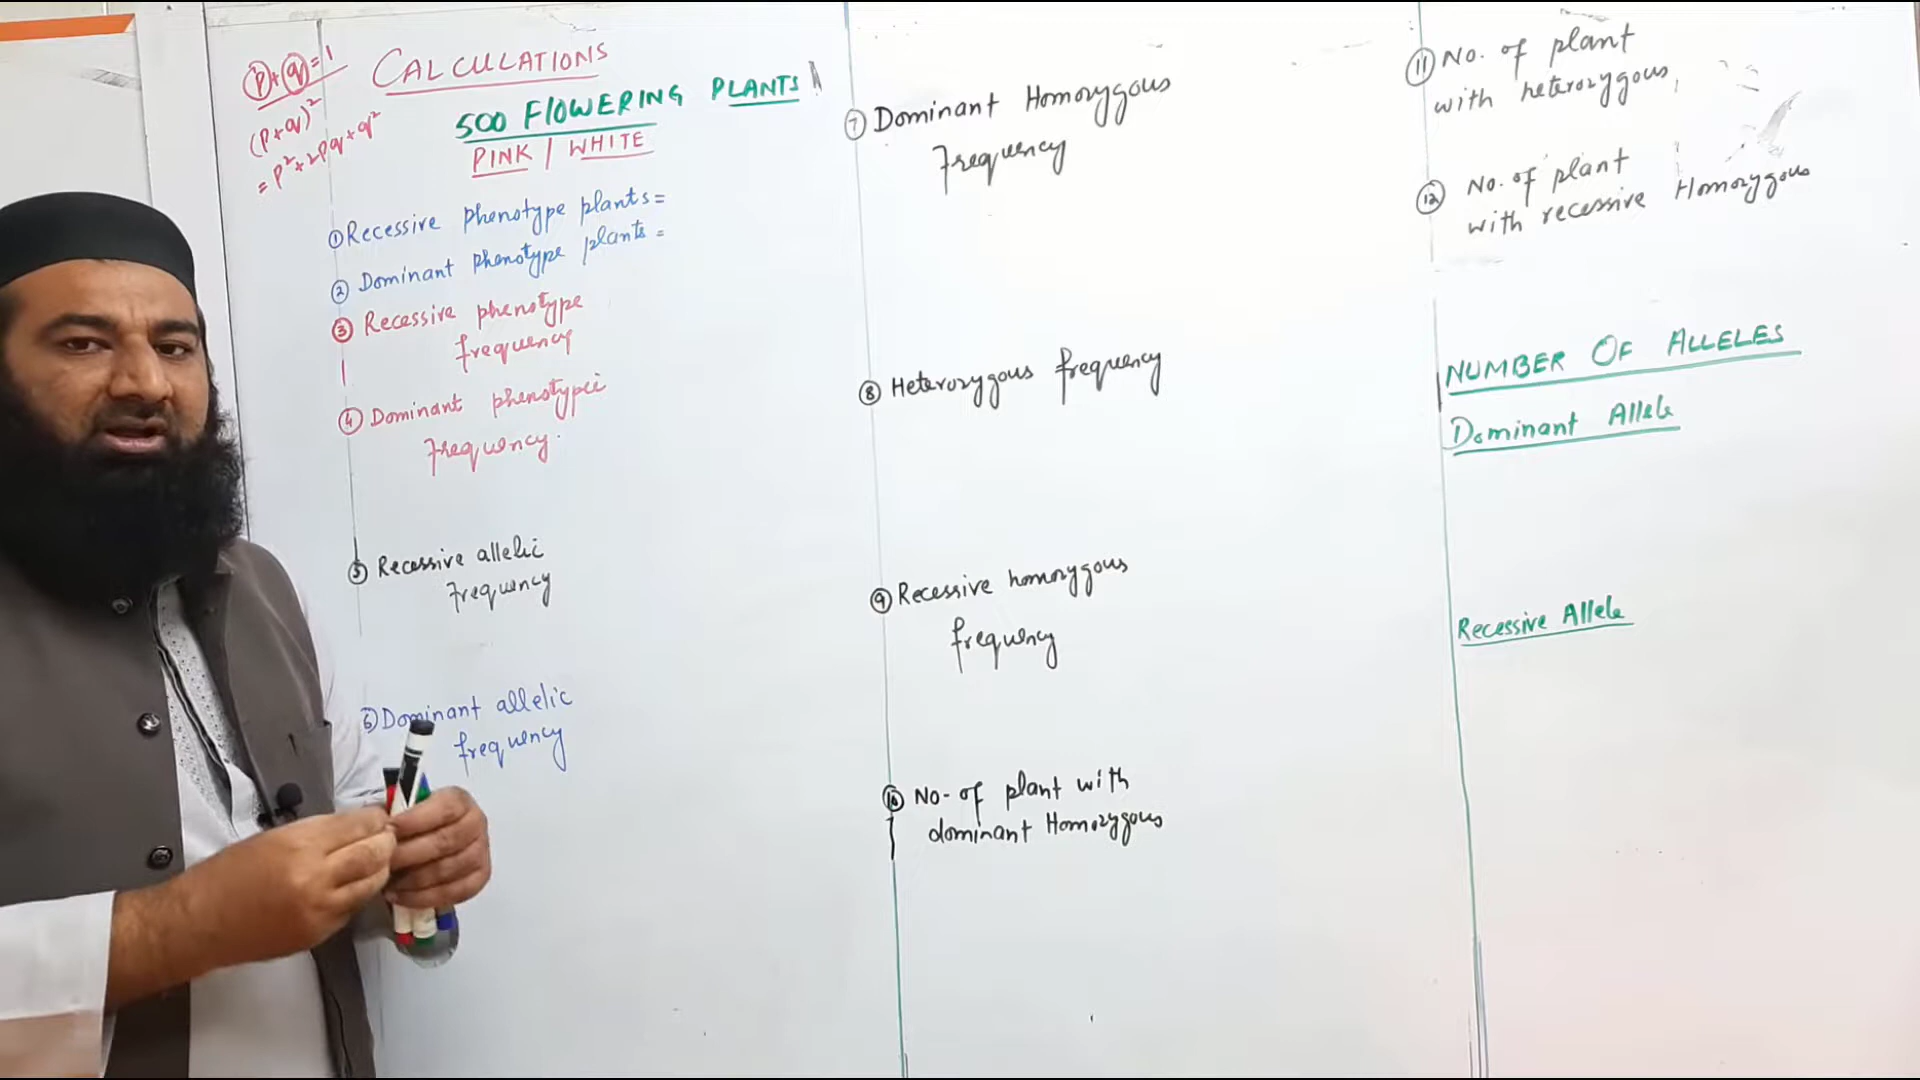 p+q=1
(p+q)²
= p²+2pq+q²
CALCULATIONS
500 FlOWERING PLANTS
PINK / WHITE
① Recessive phenotype plants =
② Dominant phenotype plants =
③ Recessive phenotype
frequency
④ Dominant phenotypic
Frequency.
⑤ Recessive allelic
Frequency
⑥ Dominant allelic
frequency
⑦ Dominant Homozygous
Frequency
⑧ Heterozygous frequency
⑨ Recessive homozygous
frequency
⑩ No- of plant with
dominant Homozygous
⑪ No. of plant
with heterozygous,
⑫ No. of plant
with recessive Homozygous
NUMBER OF ALLELES
Dominant Allele
Recessive Allele